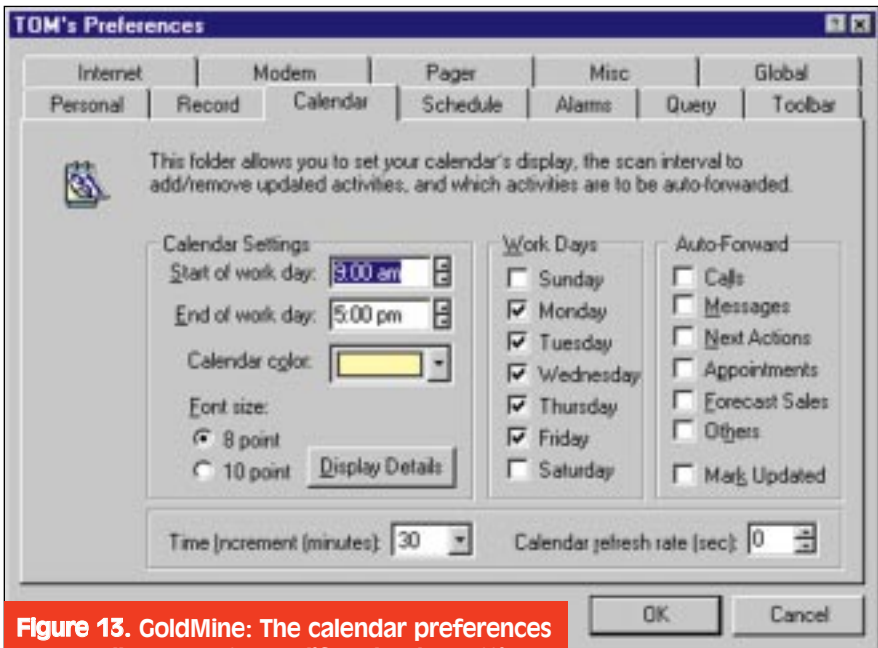 TOM's Preferences
Internet Modem Pager Misc Global
Personal Record Calendar Schedule Alarms Query Toolbar
This folder allows you to set your calendar's display, the scan interval to
add/remove updated activities, and which activities are to be auto-forwarded.
Calendar Settings
Start of work day: 9:00 am
End of work day: 5:00 pm
Calendar color:
Font size:
8 point
10 point
Display Details
Work Days
Sunday
Monday
Tuesday
Wednesday
Thursday
Friday
Saturday
Auto-Forward
Calls
Messages
Next Actions
Appointments
Forecast Sales
Others
Mark Updated
Time Increment (minutes): 30
Calendar refresh rate (sec): 0
OK Cancel
Figure 13. GoldMine: The calendar preferences